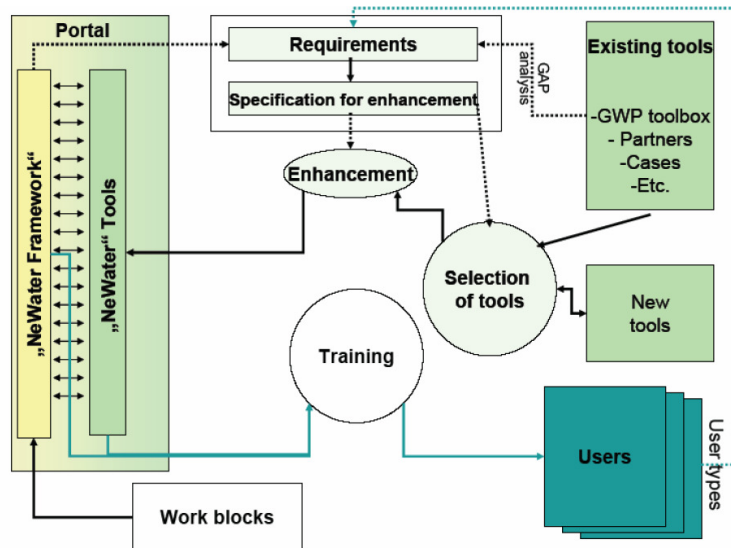 Portal
„NeWater Framework“
„NeWater“ Tools
Requirements
Specification for enhancement
GAP
analysis
Existing tools
-GWP toolbox
- Partners
-Cases
-Etc.
Enhancement
Selection
of tools
New
tools
Training
Users
User types
Work blocks